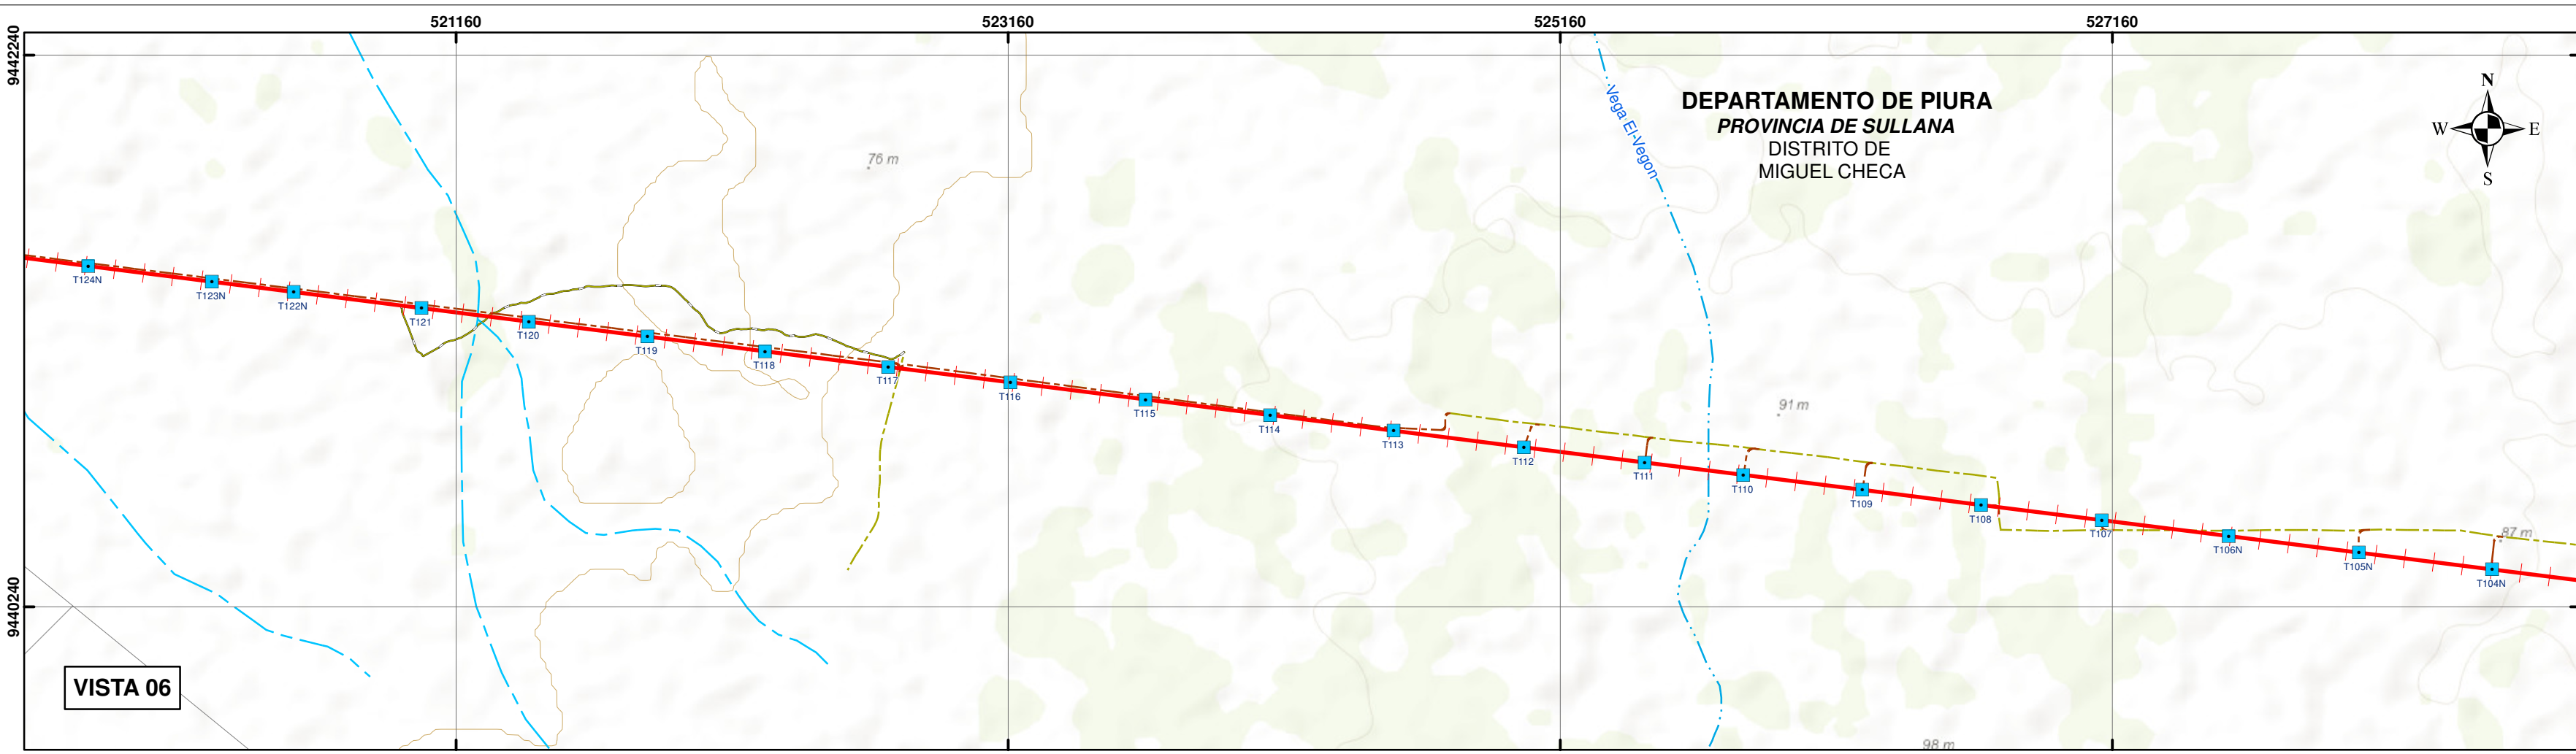 521160
523160
525160
527160
9442240
Vega El-Vegon
DEPARTAMENTO DE PIURA
PROVINCIA DE SULLANA
DISTRITO DE
MIGUEL CHECA
N
W
E
S
76 m
T124N
T123N
T122N
T121
T120
T119
T118
T117
T116
T115
T114
T113
T112
T111
T110
T109
T108
T107
T106N
T105N
T104N
91 m
87 m
9440240
VISTA 06
98 m